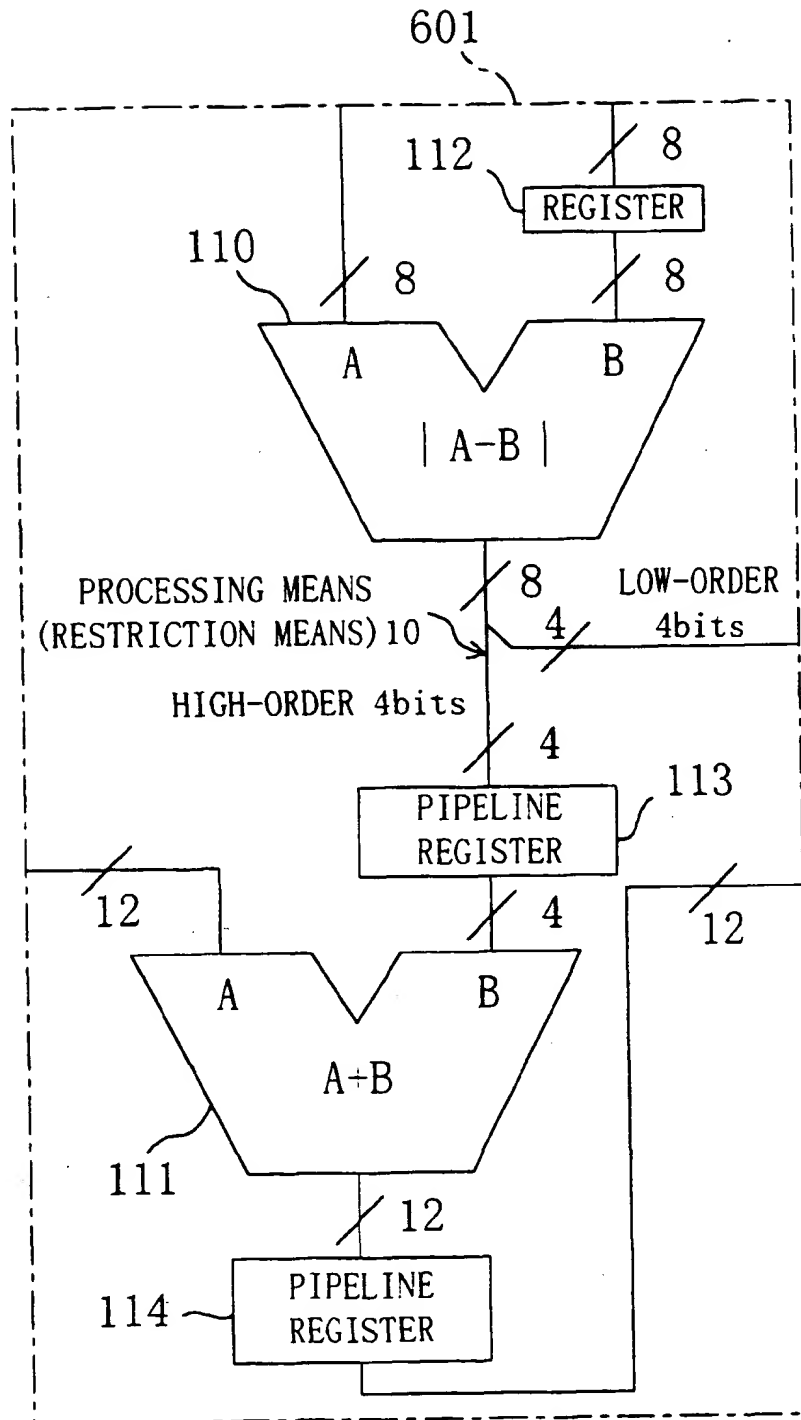 601
112
8
REGISTER
110
8
8
A
B
| A-B |
8
PROCESSING MEANS
(RESTRICTION MEANS)10
LOW-ORDER
4bits
4
HIGH-ORDER 4bits
4
113
PIPELINE
REGISTER
12
4
12
A
B
A+B
111
12
114
PIPELINE
REGISTER